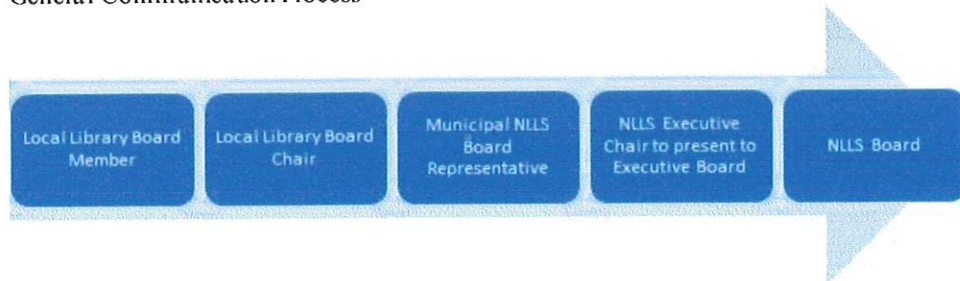 General Communication Process
Local Library Board
Member
Local Library Board
Chair
Municipal NLLS
Board
Representative
NLLS Executive
Chair to present to
Executive Board
NLLS Board